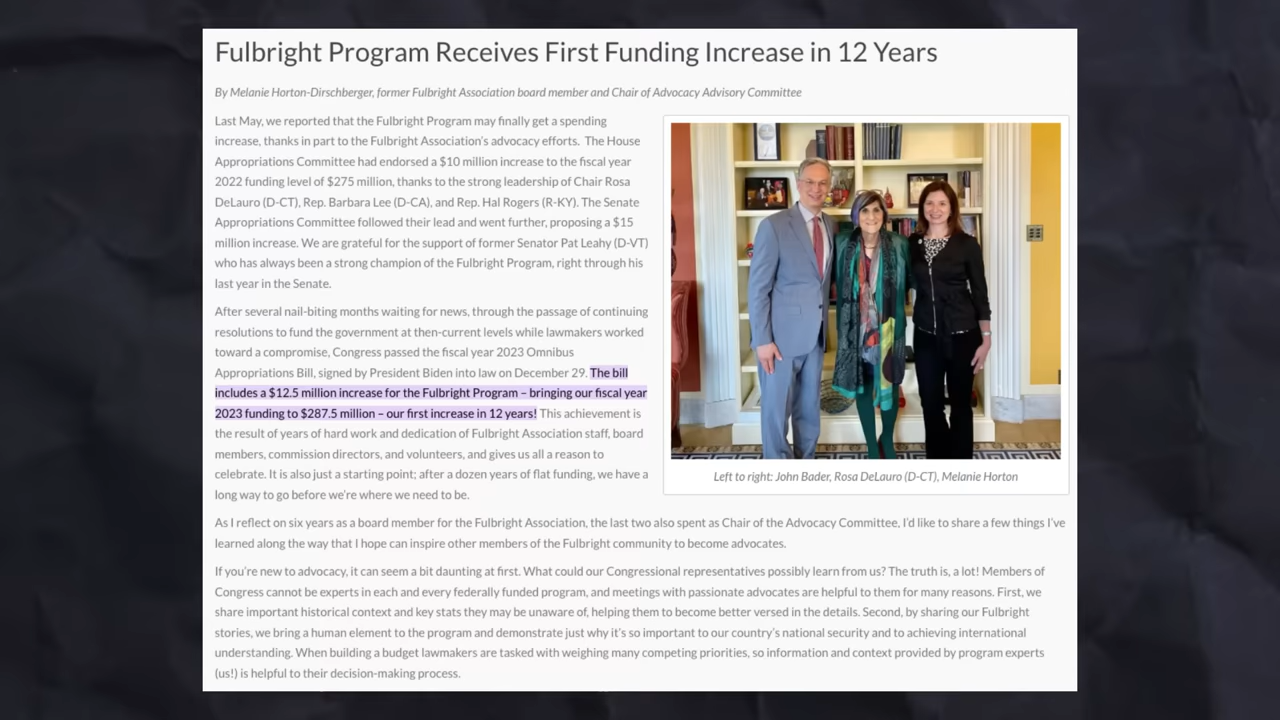 Fulbright Program Receives First Funding Increase in 12 Years
By Melanie Horton-Dirschberger, former Fulbright Association board member and Chair of Advocacy Advisory Committee
Last May, we reported that the Fulbright Program may finally get a spending
increase, thanks in part to the Fulbright Association's advocacy efforts.  The House
Appropriations Committee had endorsed a $10 million increase to the fiscal year
2022 funding level of $275 million, thanks to the strong leadership of Chair Rosa
DeLauro (D-CT), Rep. Barbara Lee (D-CA), and Rep. Hal Rogers (R-KY). The Senate
Appropriations Committee followed their lead and went further, proposing a $15
million increase. We are grateful for the support of former Senator Pat Leahy (D-VT)
who has always been a strong champion of the Fulbright Program, right through his
last year in the Senate.
After several nail-biting months waiting for news, through the passage of continuing
resolutions to fund the government at then-current levels while lawmakers worked
toward a compromise, Congress passed the fiscal year 2023 Omnibus
Appropriations Bill, signed by President Biden into law on December 29. The bill
includes a $12.5 million increase for the Fulbright Program – bringing our fiscal year
2023 funding to $287.5 million – our first increase in 12 years! This achievement is
the result of years of hard work and dedication of Fulbright Association staff, board
members, commission directors, and volunteers, and gives us all a reason to
celebrate. It is also just a starting point; after a dozen years of flat funding, we have a
long way to go before we're where we need to be.
Left to right: John Bader, Rosa DeLauro (D-CT), Melanie Horton
As I reflect on six years as a board member for the Fulbright Association, the last two also spent as Chair of the Advocacy Committee, I'd like to share a few things I've
learned along the way that I hope can inspire other members of the Fulbright community to become advocates.
If you're new to advocacy, it can seem a bit daunting at first. What could our Congressional representatives possibly learn from us? The truth is, a lot! Members of
Congress cannot be experts in each and every federally funded program, and meetings with passionate advocates are helpful to them for many reasons. First, we
share important historical context and key stats they may be unaware of, helping them to become better versed in the details. Second, by sharing our Fulbright
stories, we bring a human element to the program and demonstrate just why it's so important to our country's national security and to achieving international
understanding. When building a budget lawmakers are tasked with weighing many competing priorities, so information and context provided by program experts
(us!) is helpful to their decision-making process.